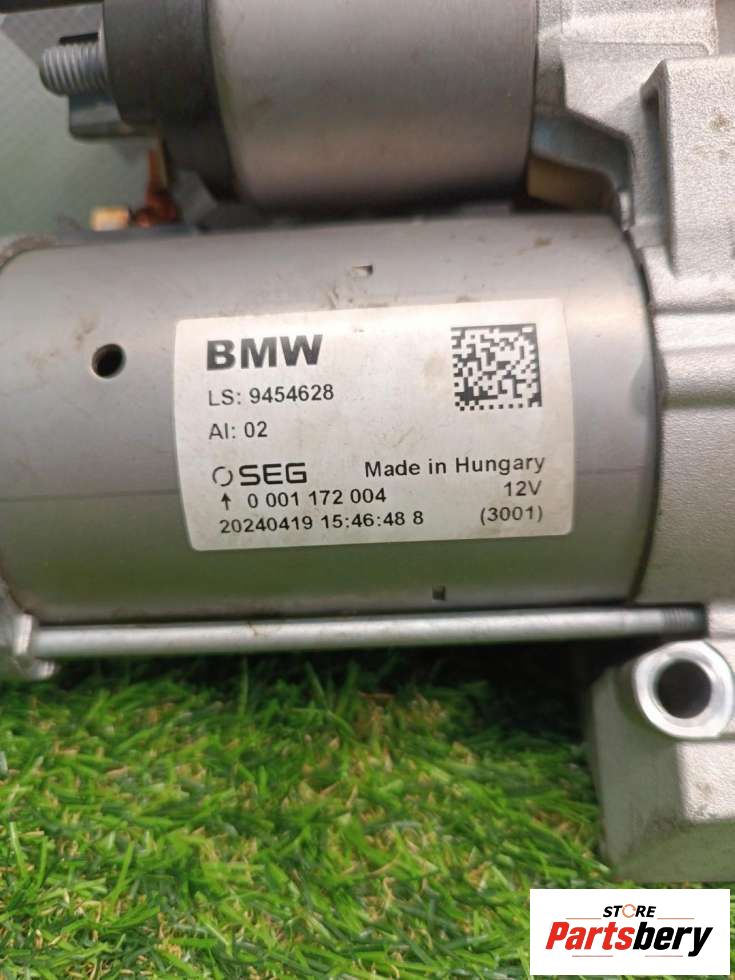 BMW
LS: 9454628
AI: 02
SEG Made in Hungary
↑ 0 001 172 004 12V
20240419 15:46:48 8 (3001)
STORE
Partsbery